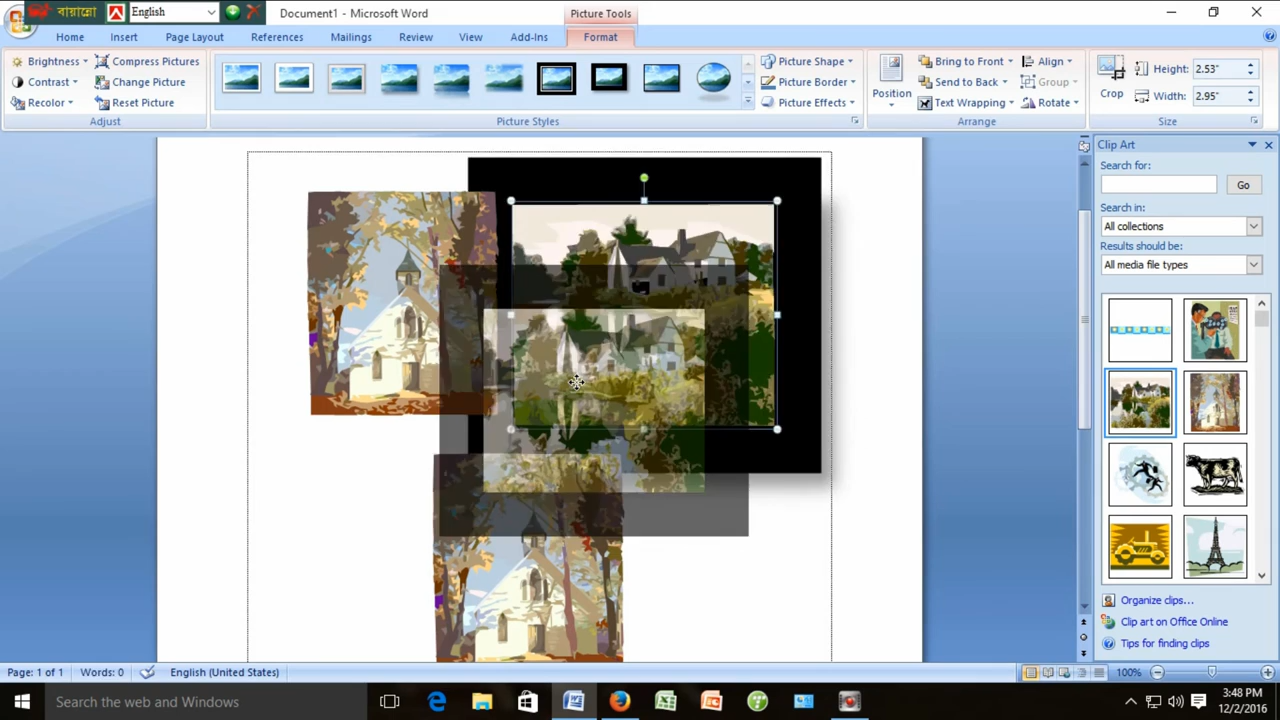 বায়ান্নো
English
Document1 - Microsoft Word
Picture Tools
Home
Insert
Page Layout
References
Mailings
Review
View
Add-Ins
Format
Brightness
Compress Pictures
Contrast
Change Picture
Recolor
Reset Picture
Adjust
Picture Shape
Picture Border
Picture Effects
Picture Styles
Position
Bring to Front
Send to Back
Text Wrapping
Align
Group
Rotate
Arrange
Crop
Height: 2.53"
Width: 2.95"
Size
Clip Art
Search for:
Go
Search in:
All collections
Results should be:
All media file types
Organize clips...
Clip art on Office Online
Tips for finding clips
Page: 1 of 1
Words: 0
English (United States)
100%
Search the web and Windows
3:48 PM
12/2/2016